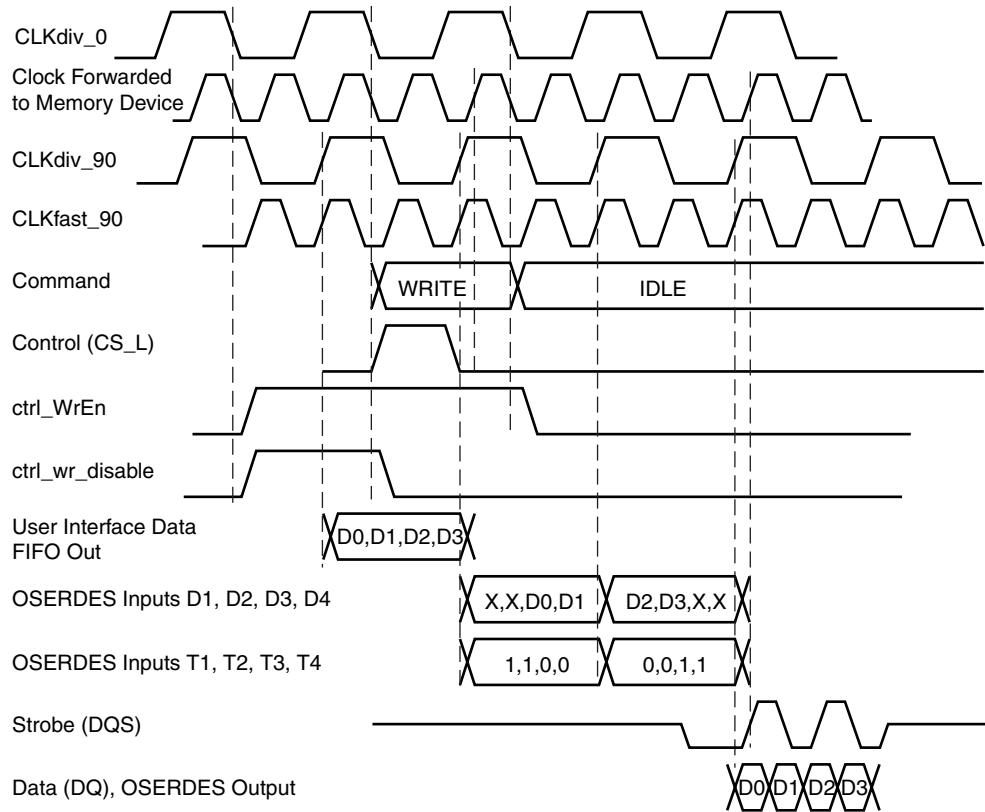 CLKdiv_0
Clock Forwarded
to Memory Device
CLKdiv_90
CLKfast_90
Command
WRITE
IDLE
Control (CS_L)
ctrl_WrEn
ctrl_wr_disable
User Interface Data
FIFO Out
D0,D1,D2,D3
OSERDES Inputs D1, D2, D3, D4
X,X,D0,D1
D2,D3,X,X
OSERDES Inputs T1, T2, T3, T4
1,1,0,0
0,0,1,1
Strobe (DQS)
Data (DQ), OSERDES Output
D0
D1
D2
D3